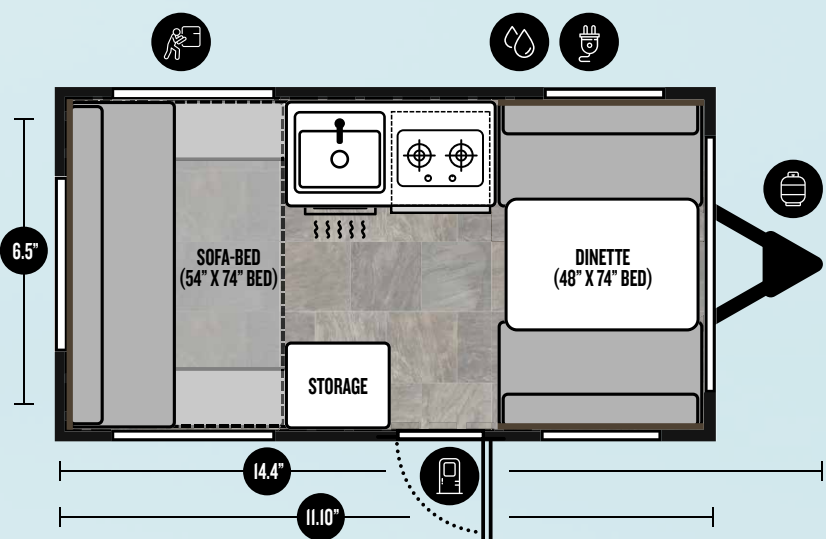 6.5"
SOFA-BED
(54" X 74" BED)
DINETTE
(48" X 74" BED)
STORAGE
14.4"
11.10"